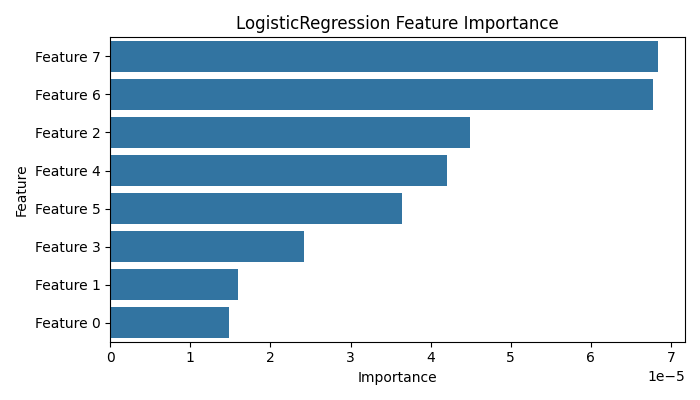 LogisticRegression Feature Importance
Feature 7
Feature 6
Feature 2
Feature 4
Feature 5
Feature 3
Feature 1
Feature 0
Feature
0 1 2 3 4 5 6 7
1e−5
Importance